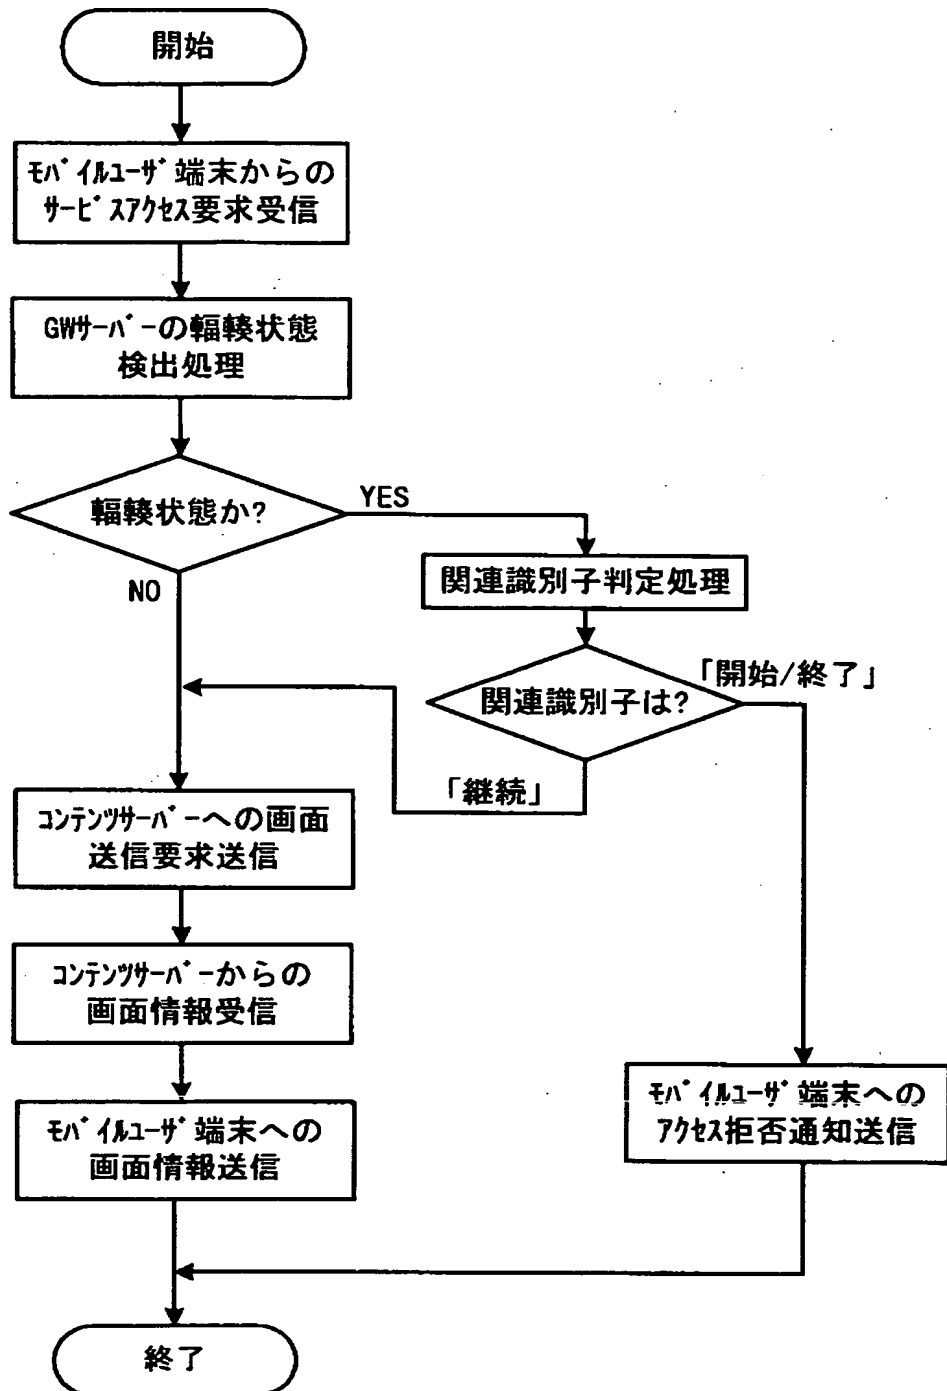 開始
ﾓﾊﾞｲﾙﾕｰｻﾞ端末からの
ｻｰﾋﾞｽｱｸｾｽ要求受信
GWｻｰﾊﾞｰの輻輳状態
検出処理
輻輳状態か?
YES
NO
関連識別子判定処理
関連識別子は?
「開始/終了」
「継続」
ｺﾝﾃﾝﾂｻｰﾊﾞｰへの画面
送信要求送信
ｺﾝﾃﾝﾂｻｰﾊﾞｰからの
画面情報受信
ﾓﾊﾞｲﾙﾕｰｻﾞ端末への
画面情報送信
ﾓﾊﾞｲﾙﾕｰｻﾞ端末への
ｱｸｾｽ拒否通知送信
終了